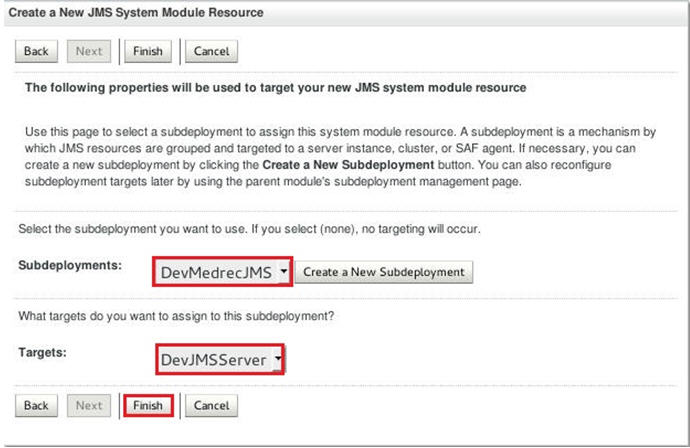 Create a New JMS System Module Resource
Back Next Finish Cancel
The following properties will be used to target your new JMS system module resource
Use this page to select a subdeployment to assign this system module resource. A subdeployment is a mechanism by
which JMS resources are grouped and targeted to a server instance, cluster, or SAF agent. If necessary, you can
create a new subdeployment by clicking the Create a New Subdeployment button. You can also reconfigure
subdeployment targets later by using the parent module's subdeployment management page.
Select the subdeployment you want to use. If you select (none), no targeting will occur.
Subdeployments: DevMedrecJMS Create a New Subdeployment
What targets do you want to assign to this subdeployment?
Targets: DevJMSServer
Back Next Finish Cancel